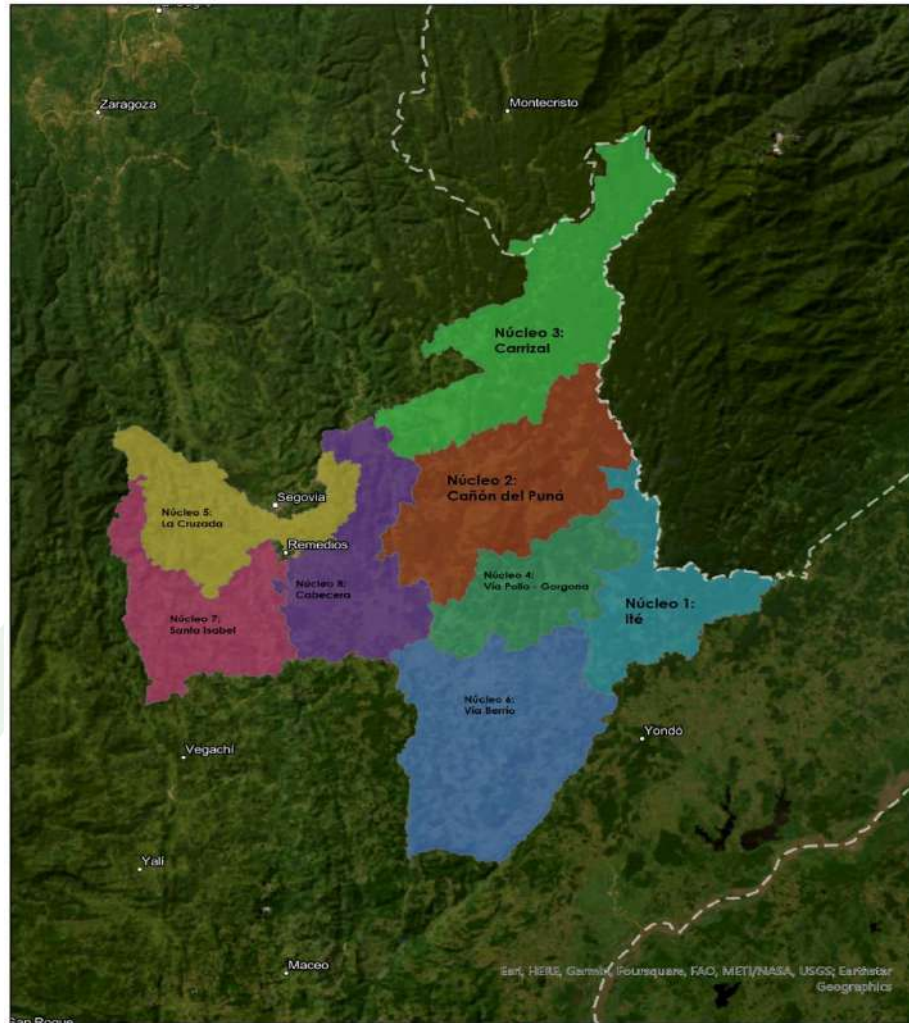 Zaragoza
Montecristo
Núcleo 3:
Carrizal
Núcleo 2:
Cañón del Puná
Segovia
Núcleo 5:
La Cruzada
Remedios
Núcleo 8:
Cabecera
Núcleo 4:
Vía Pollo - Gorgona
Núcleo 1:
Ité
Núcleo 7:
Santa Isabel
Núcleo 6:
Vía Berrío
Yondó
Vegachí
Yalí
Maceo
Esri, HERE, Garmin, Foursquare, FAO, METI/NASA, USGS; Earthstar
Geographics
San Roque